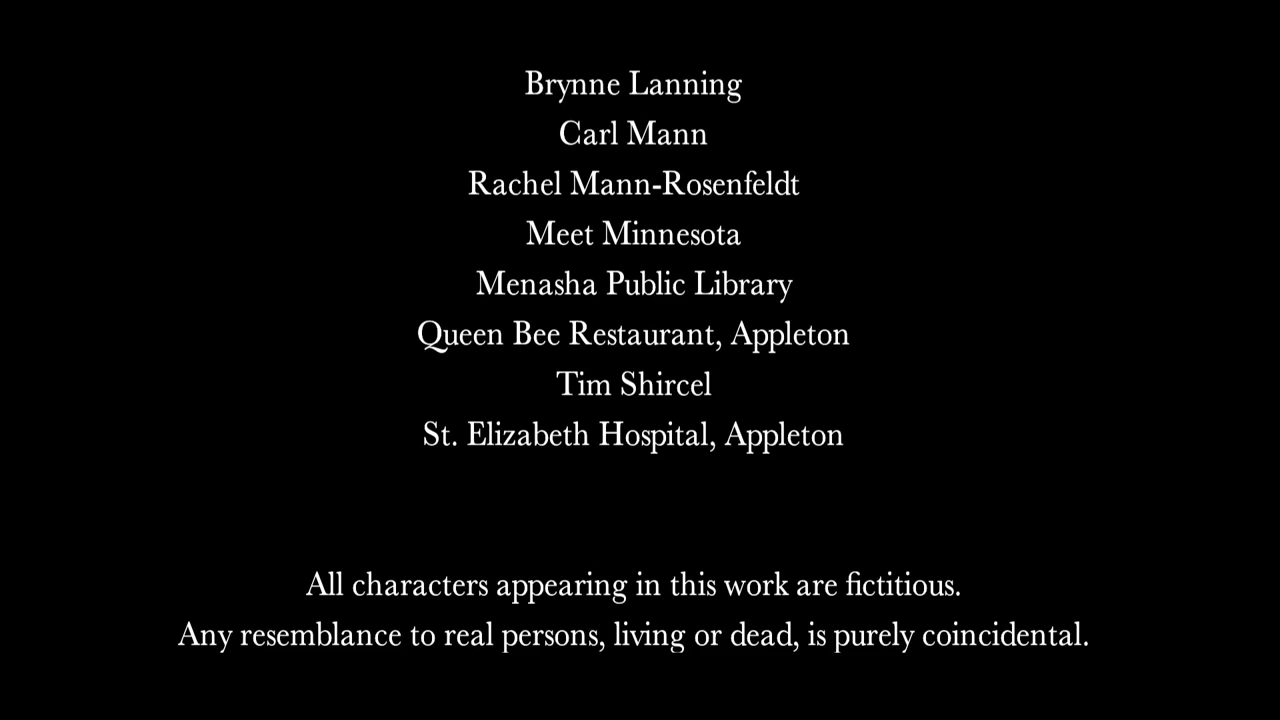 Brynne Lanning
Carl Mann
Rachel Mann-Rosenfeldt
Meet Minnesota
Menasha Public Library
Queen Bee Restaurant, Appleton
Tim Shircel
St. Elizabeth Hospital, Appleton
All characters appearing in this work are fictitious.
Any resemblance to real persons, living or dead, is purely coincidental.